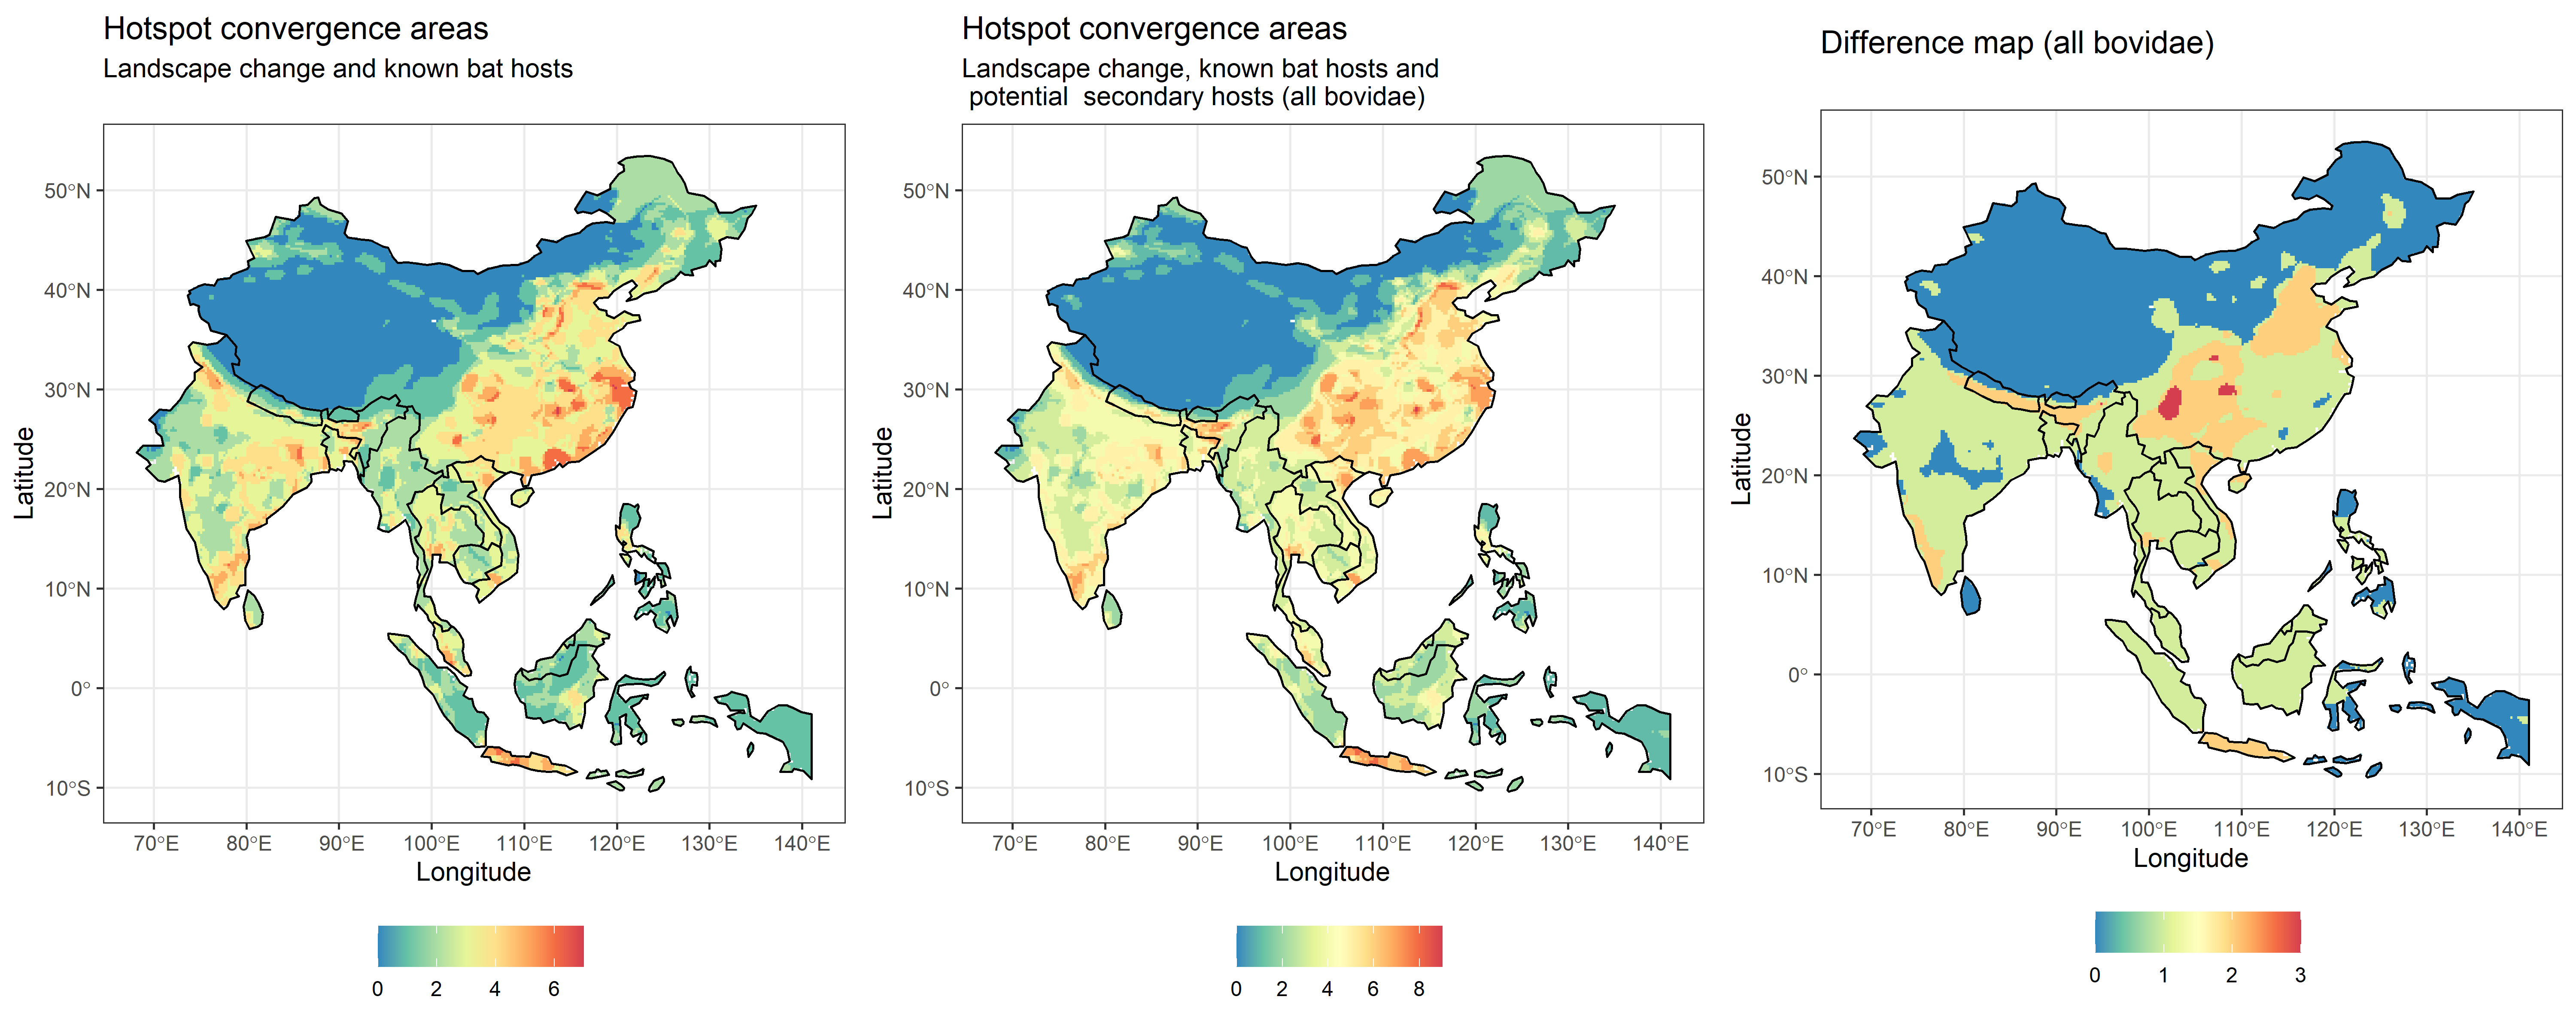 Hotspot convergence areas
Landscape change and known bat hosts
50°N
40°N
30°N
20°N
10°N
0°
10°S
Latitude
70°E 80°E 90°E 100°E 110°E 120°E 130°E 140°E
Longitude
0 2 4 6
Hotspot convergence areas
Landscape change, known bat hosts and
potential secondary hosts (all bovidae)
50°N
40°N
30°N
20°N
10°N
0°
10°S
Latitude
70°E 80°E 90°E 100°E 110°E 120°E 130°E 140°E
Longitude
0 2 4 6 8
Difference map (all bovidae)
50°N
40°N
30°N
20°N
10°N
0°
10°S
Latitude
70°E 80°E 90°E 100°E 110°E 120°E 130°E 140°E
Longitude
0 1 2 3